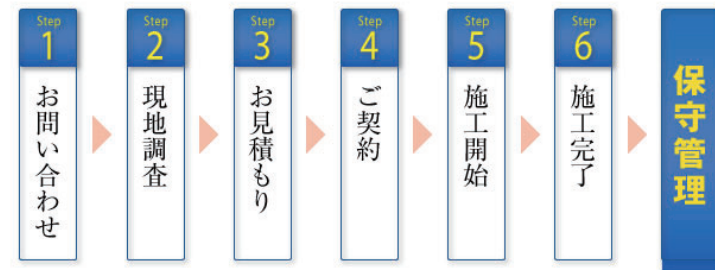 Step
1
お問い合わせ
Step
2
現地調査
Step
3
お見積もり
Step
4
ご契約
Step
5
施工開始
Step
6
施工完了
保守管理